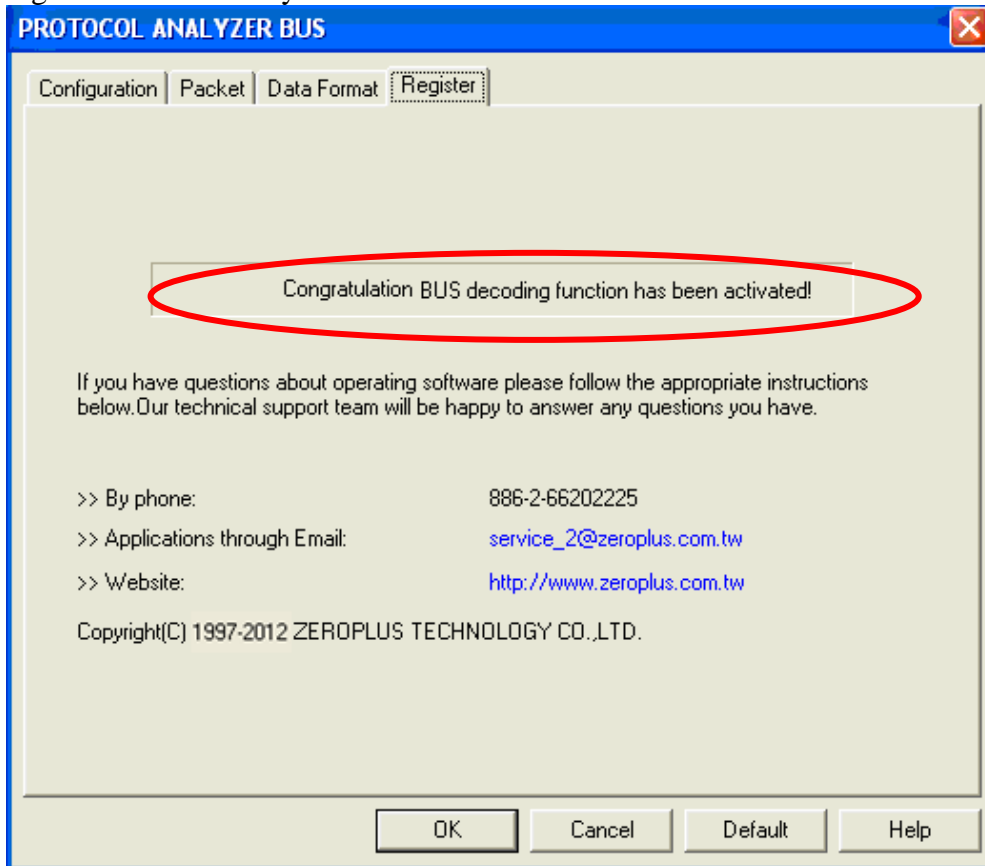 PROTOCOL ANALYZER BUS
Configuration Packet Data Format Register
Congratulation BUS decoding function has been activated!
If you have questions about operating software please follow the appropriate instructions
below.Our technical support team will be happy to answer any questions you have.
>> By phone: 886-2-66202225
>> Applications through Email: service_2@zeroplus.com.tw
>> Website: http://www.zeroplus.com.tw
Copyright(C) 1997-2012 ZEROPLUS TECHNOLOGY CO.,LTD.
OK Cancel Default Help